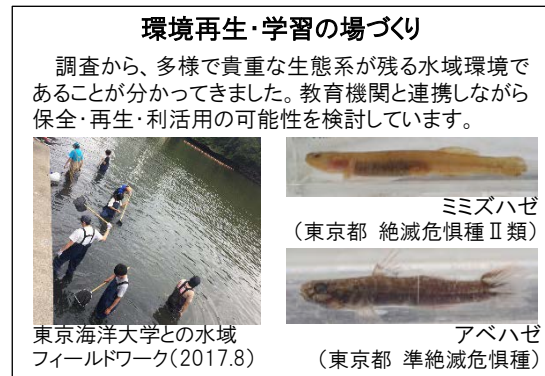 環境再生・学習の場づくり
調査から、多様で貴重な生態系が残る水域環境で
あることが分かってきました。教育機関と連携しながら
保全・再生・利活用の可能性を検討しています。
ミミズハゼ
（東京都 絶滅危惧種Ⅱ類）
東京海洋大学との水域
フィールドワーク（2017.8）
アベハゼ
（東京都 準絶滅危惧種）